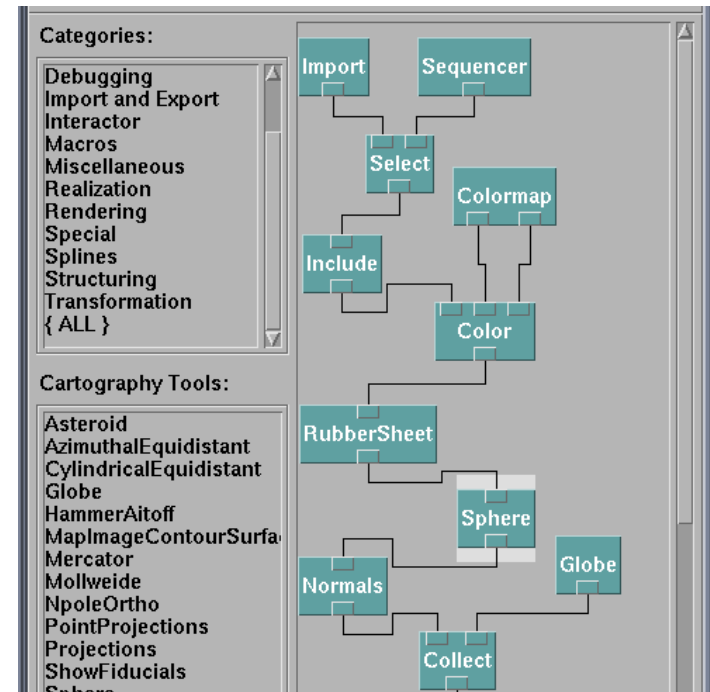 Categories:
Debugging
Import and Export
Interactor
Macros
Miscellaneous
Realization
Rendering
Special
Splines
Structuring
Transformation
{ ALL }
Cartography Tools:
Asteroid
AzimuthalEquidistant
CylindricalEquidistant
Globe
HammerAitoff
MapImageContourSurfa
Mercator
Mollweide
NpoleOrtho
PointProjections
Projections
ShowFiducials
Sphere
Import
Sequencer
Select
Colormap
Include
Color
RubberSheet
Sphere
Globe
Normals
Collect